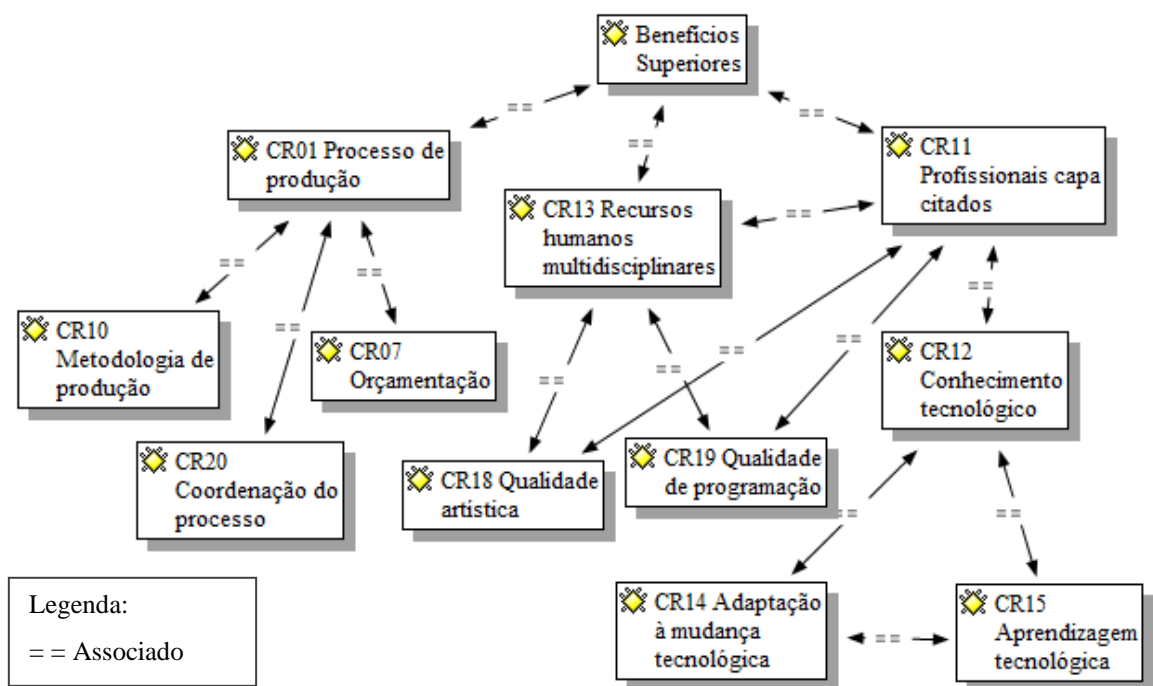 Benefícios
Superiores
==
==
==
CR01 Processo de
produção
CR11
Profissionais capa
citados
CR13 Recursos
humanos
multidisciplinares
==
==
==
==
==
==
==
==
==
CR10
Metodologia de
produção
CR07
Orçamentação
CR12
Conhecimento
tecnológico
CR20
Coordenação do
processo
CR18 Qualidade
artística
CR19 Qualidade
de programação
==
==
CR14 Adaptação
à mudança
tecnológica
==
CR15
Aprendizagem
tecnológica
Legenda:
= = Associado